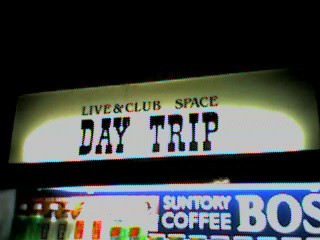 LIVE & CLUB SPACE
DAY TRIP
SUNTORY
COFFEE
BOS